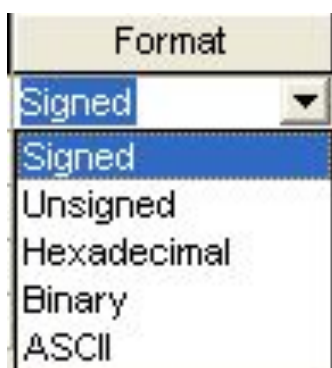 Format
Signed
Signed
Unsigned
Hexadecimal
Binary
ASCII